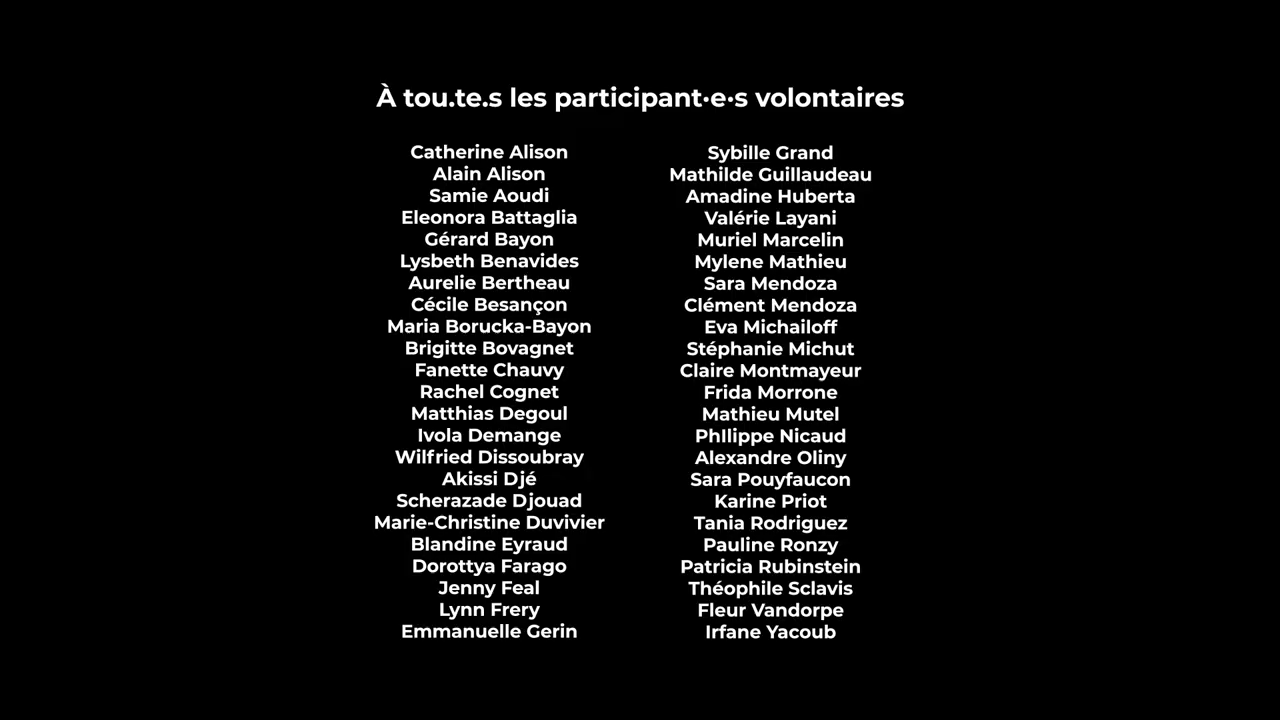 À tou.te.s les participant·e·s volontaires
Catherine Alison
Alain Alison
Samie Aoudi
Eleonora Battaglia
Gérard Bayon
Lysbeth Benavides
Aurelie Bertheau
Cécile Besançon
Maria Borucka-Bayon
Brigitte Bovagnet
Fanette Chauvy
Rachel Cognet
Matthias Degoul
Ivola Demange
Wilfried Dissoubray
Akissi Djé
Scherazade Djouad
Marie-Christine Duvivier
Blandine Eyraud
Dorottya Farago
Jenny Feal
Lynn Frery
Emmanuelle Gerin
Sybille Grand
Mathilde Guillaudeau
Amadine Huberta
Valérie Layani
Muriel Marcelin
Mylene Mathieu
Sara Mendoza
Clément Mendoza
Eva Michailoff
Stéphanie Michut
Claire Montmayeur
Frida Morrone
Mathieu Mutel
PhIlippe Nicaud
Alexandre Oliny
Sara Pouyfaucon
Karine Priot
Tania Rodriguez
Pauline Ronzy
Patricia Rubinstein
Théophile Sclavis
Fleur Vandorpe
Irfane Yacoub